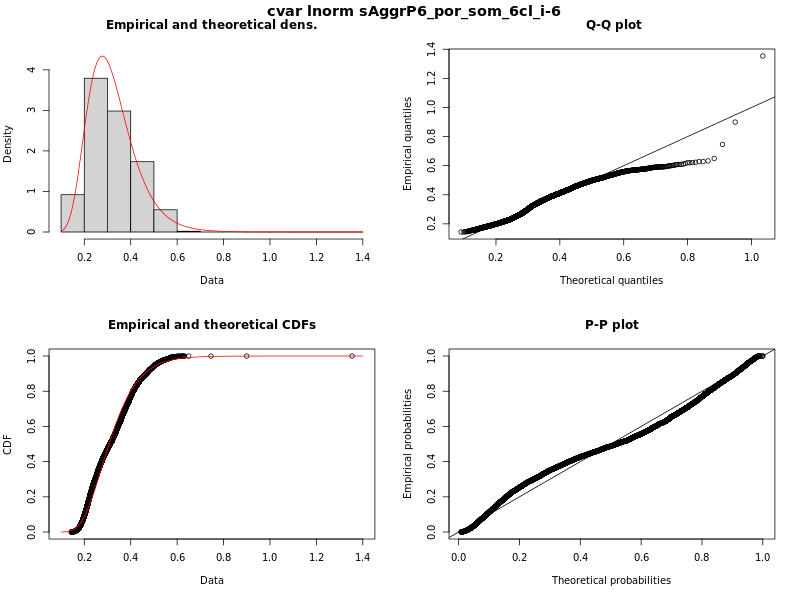 cvar lnorm sAggrP6_por_som_6cl_i-6
Empirical and theoretical dens.
Density
0 1 2 3 4
0.2 0.4 0.6 0.8 1.0 1.2 1.4
Data
Q-Q plot
Empirical quantiles
0.2 0.4 0.6 0.8 1.0 1.2 1.4
0.2 0.4 0.6 0.8 1.0
Theoretical quantiles
Empirical and theoretical CDFs
CDF
0.0 0.2 0.4 0.6 0.8 1.0
0.2 0.4 0.6 0.8 1.0 1.2 1.4
Data
P-P plot
Empirical probabilities
0.0 0.2 0.4 0.6 0.8 1.0
0.0 0.2 0.4 0.6 0.8 1.0
Theoretical probabilities